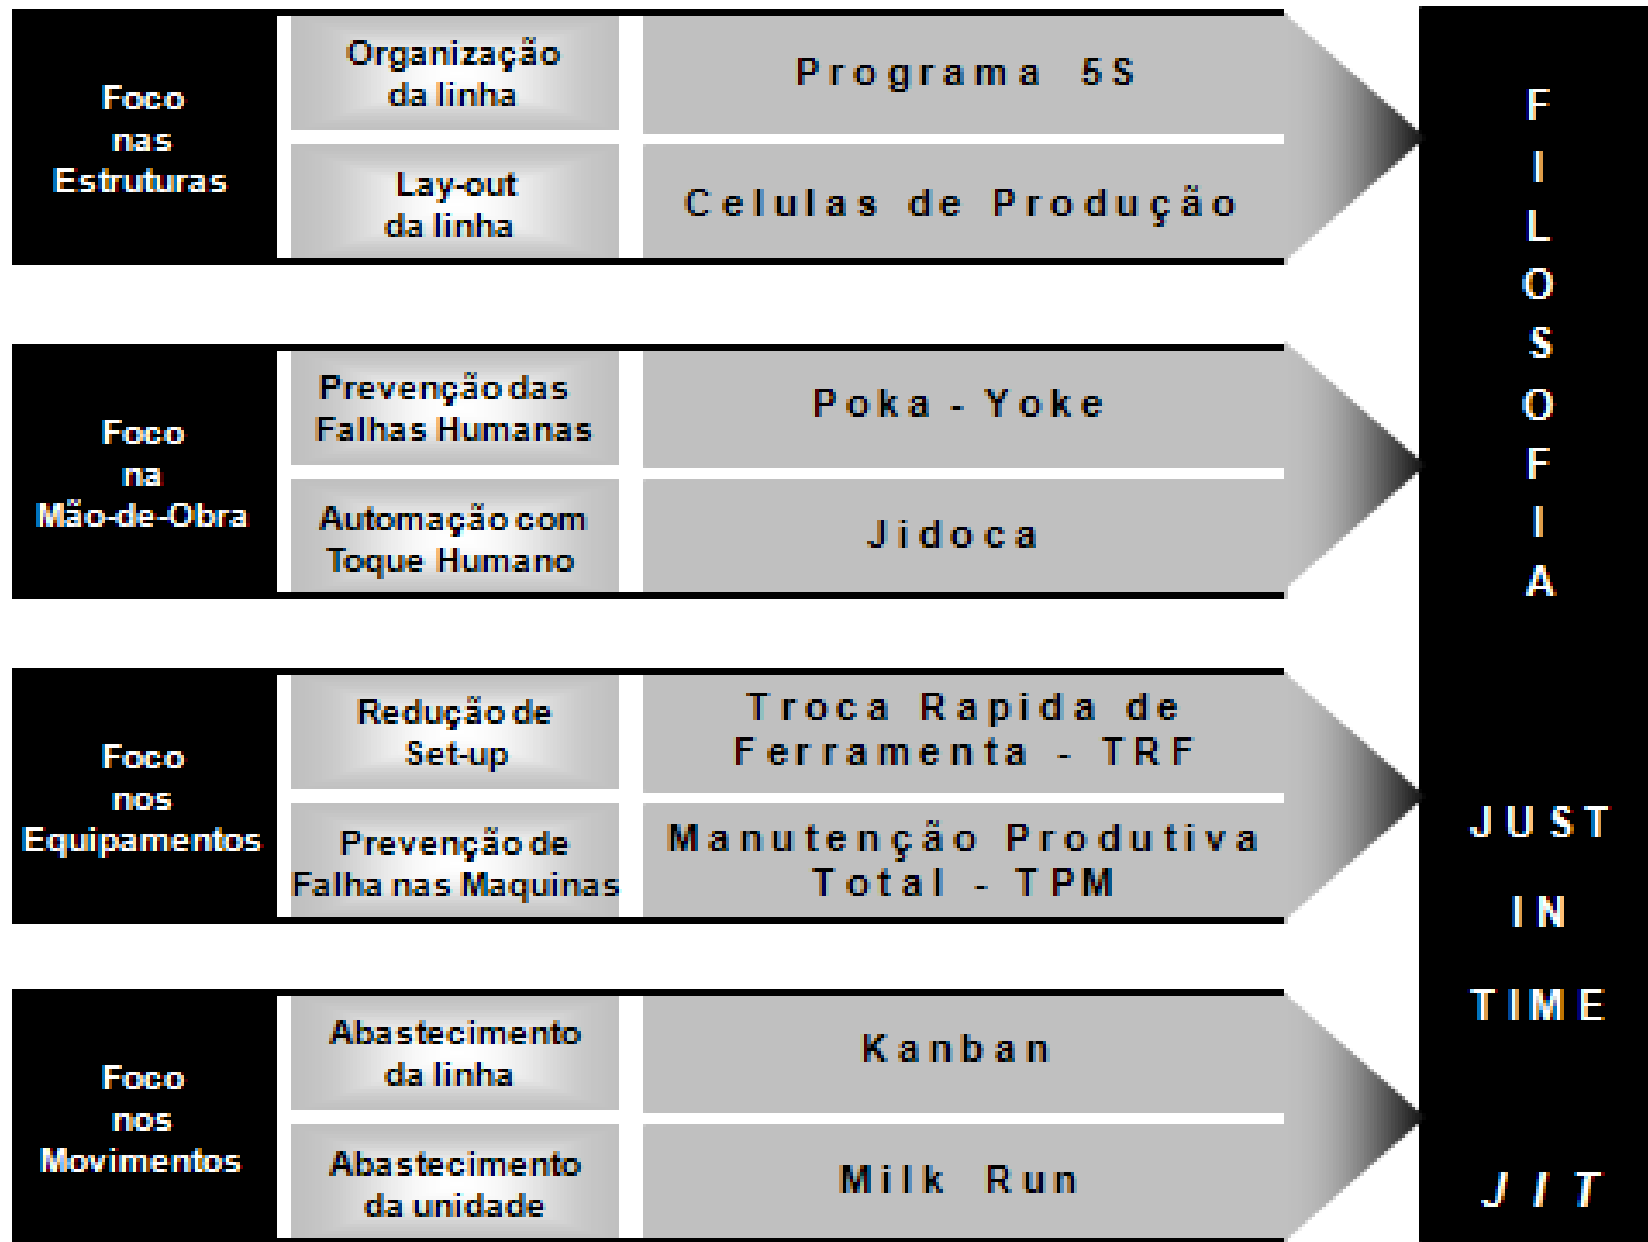 Foco
nas
Estruturas
Organização
da linha
Programa 5S
Lay-out
da linha
Celulas de Produção
Foco
na
Mão-de-Obra
Prevenção das
Falhas Humanas
Poka - Yoke
Automação com
Toque Humano
Jidoca
Foco
nos
Equipamentos
Redução de
Set-up
Troca Rapida de
Ferramenta - TRF
Prevenção de
Falha nas Maquinas
Manutenção Produtiva
Total - TPM
Foco
nos
Movimentos
Abastecimento
da linha
Kanban
Abastecimento
da unidade
Milk Run
FILOSOFIA
JUST
IN
TIME
JIT